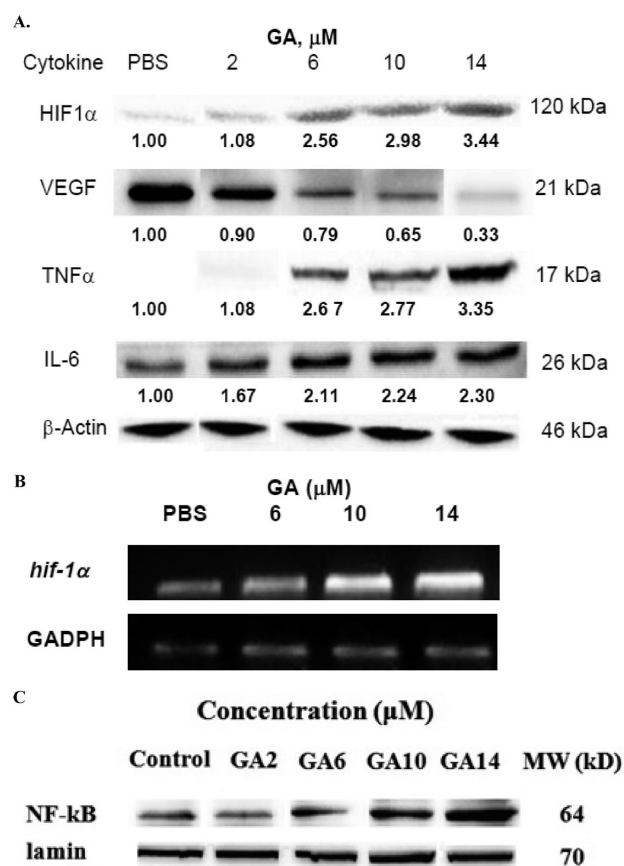 A.
GA, µM
Cytokine PBS 2 6 10 14
HIF1α 120 kDa
1.00 1.08 2.56 2.98 3.44
VEGF 21 kDa
1.00 0.90 0.79 0.65 0.33
TNFα 17 kDa
1.00 1.08 2.6 7 2.77 3.35
IL-6 26 kDa
1.00 1.67 2.11 2.24 2.30
β-Actin 46 kDa
B
GA (µM)
PBS 6 10 14
hif-1α
GADPH
C
Concentration (µM)
Control GA2 GA6 GA10 GA14 MW (kD)
NF-kB 64
lamin 70